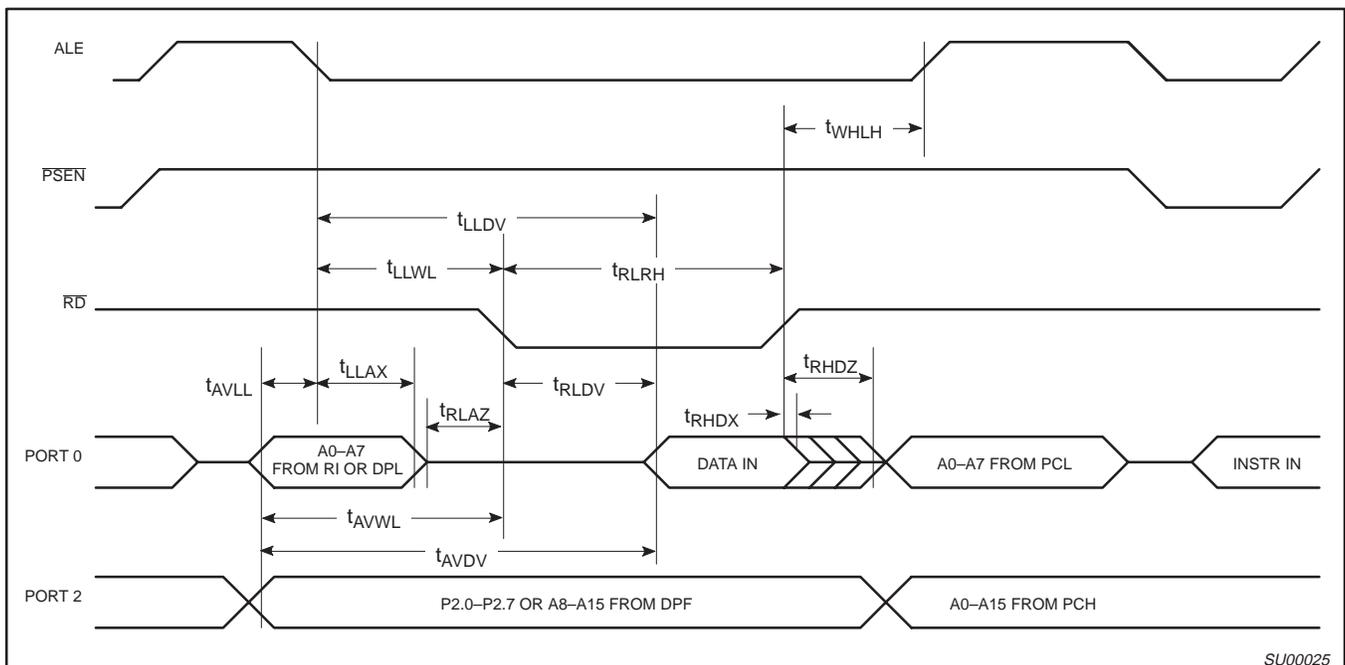 ALE
tWHLH
PSEN
tLLDV
tLLWL
tRLRH
RD
tAVLL
tLLAX
tRLDV
tRHDZ
tRLAZ
tRHDX
PORT 0
A0–A7
FROM RI OR DPL
DATA IN
A0–A7 FROM PCL
INSTR IN
tAVWL
tAVDV
PORT 2
P2.0–P2.7 OR A8–A15 FROM DPF
A0–A15 FROM PCH
SU00025